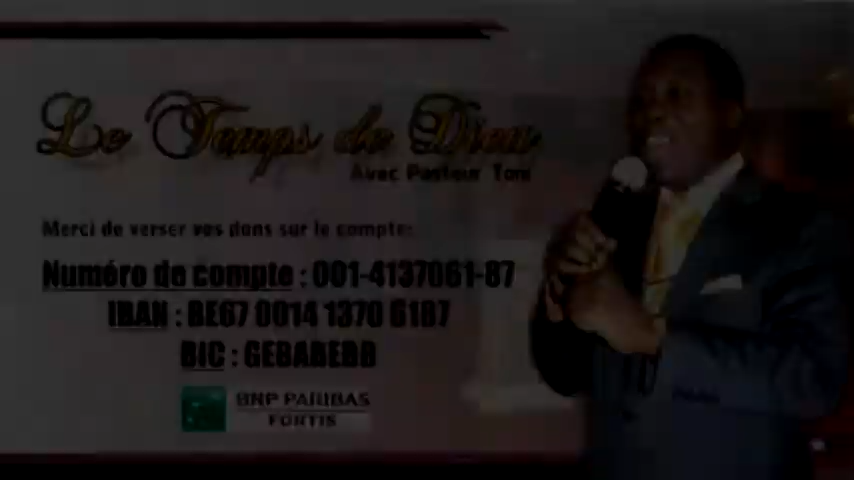 Le Temps de Dieu
Avec Pasteur Tom
Merci de verser vos dons sur le compte:
Numéro de compte : 001-4137061-87
IBAN : BE67 0014 1370 6187
BIC : GEBABEBB
BNP PARIBAS
FORTIS